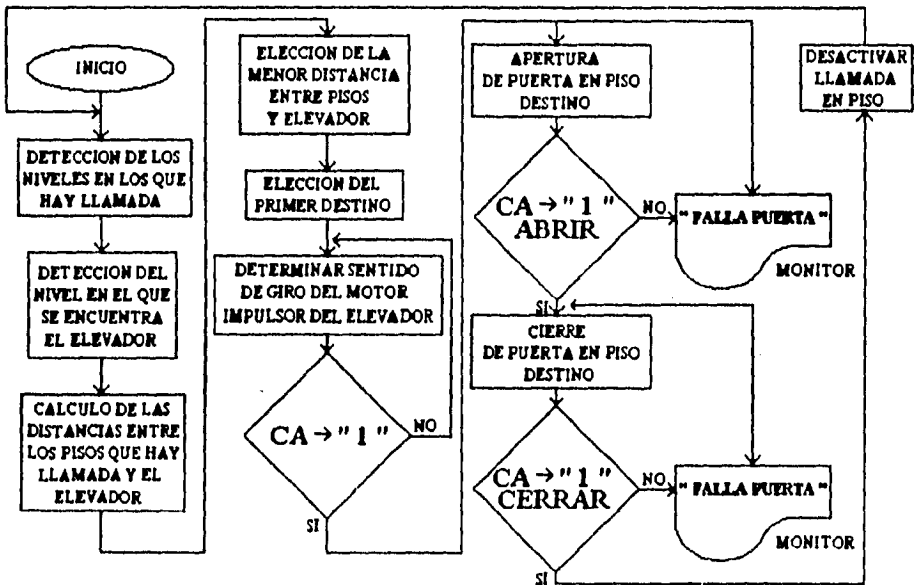 INICIO
DETECCION DE LOS
NIVELES EN LOS QUE
HAY LLAMADA
DETECCION DEL
NIVEL EN EL QUE
SE ENCUENTRA
EL ELEVADOR
CALCULO DE LAS
DISTANCIAS ENTRE
LOS PISOS QUE HAY
LLAMADA Y EL
ELEVADOR
ELECCION DE LA
MENOR DISTANCIA
ENTRE PISOS
Y ELEVADOR
ELECCION DEL
PRIMER DESTINO
DETERMINAR SENTIDO
DE GIRO DEL MOTOR
IMPULSOR DEL ELEVADOR
CA → " 1 "
NO
SI
APERTURA
DE PUERTA EN PISO
DESTINO
CA → " 1 "
ABRIR
NO
" FALLA PUERTA "
MONITOR
SI
CIERRE
DE PUERTA EN PISO
DESTINO
CA → " 1 "
CERRAR
NO
" FALLA PUERTA "
MONITOR
SI
DESACTIVAR
LLAMADA
EN PISO